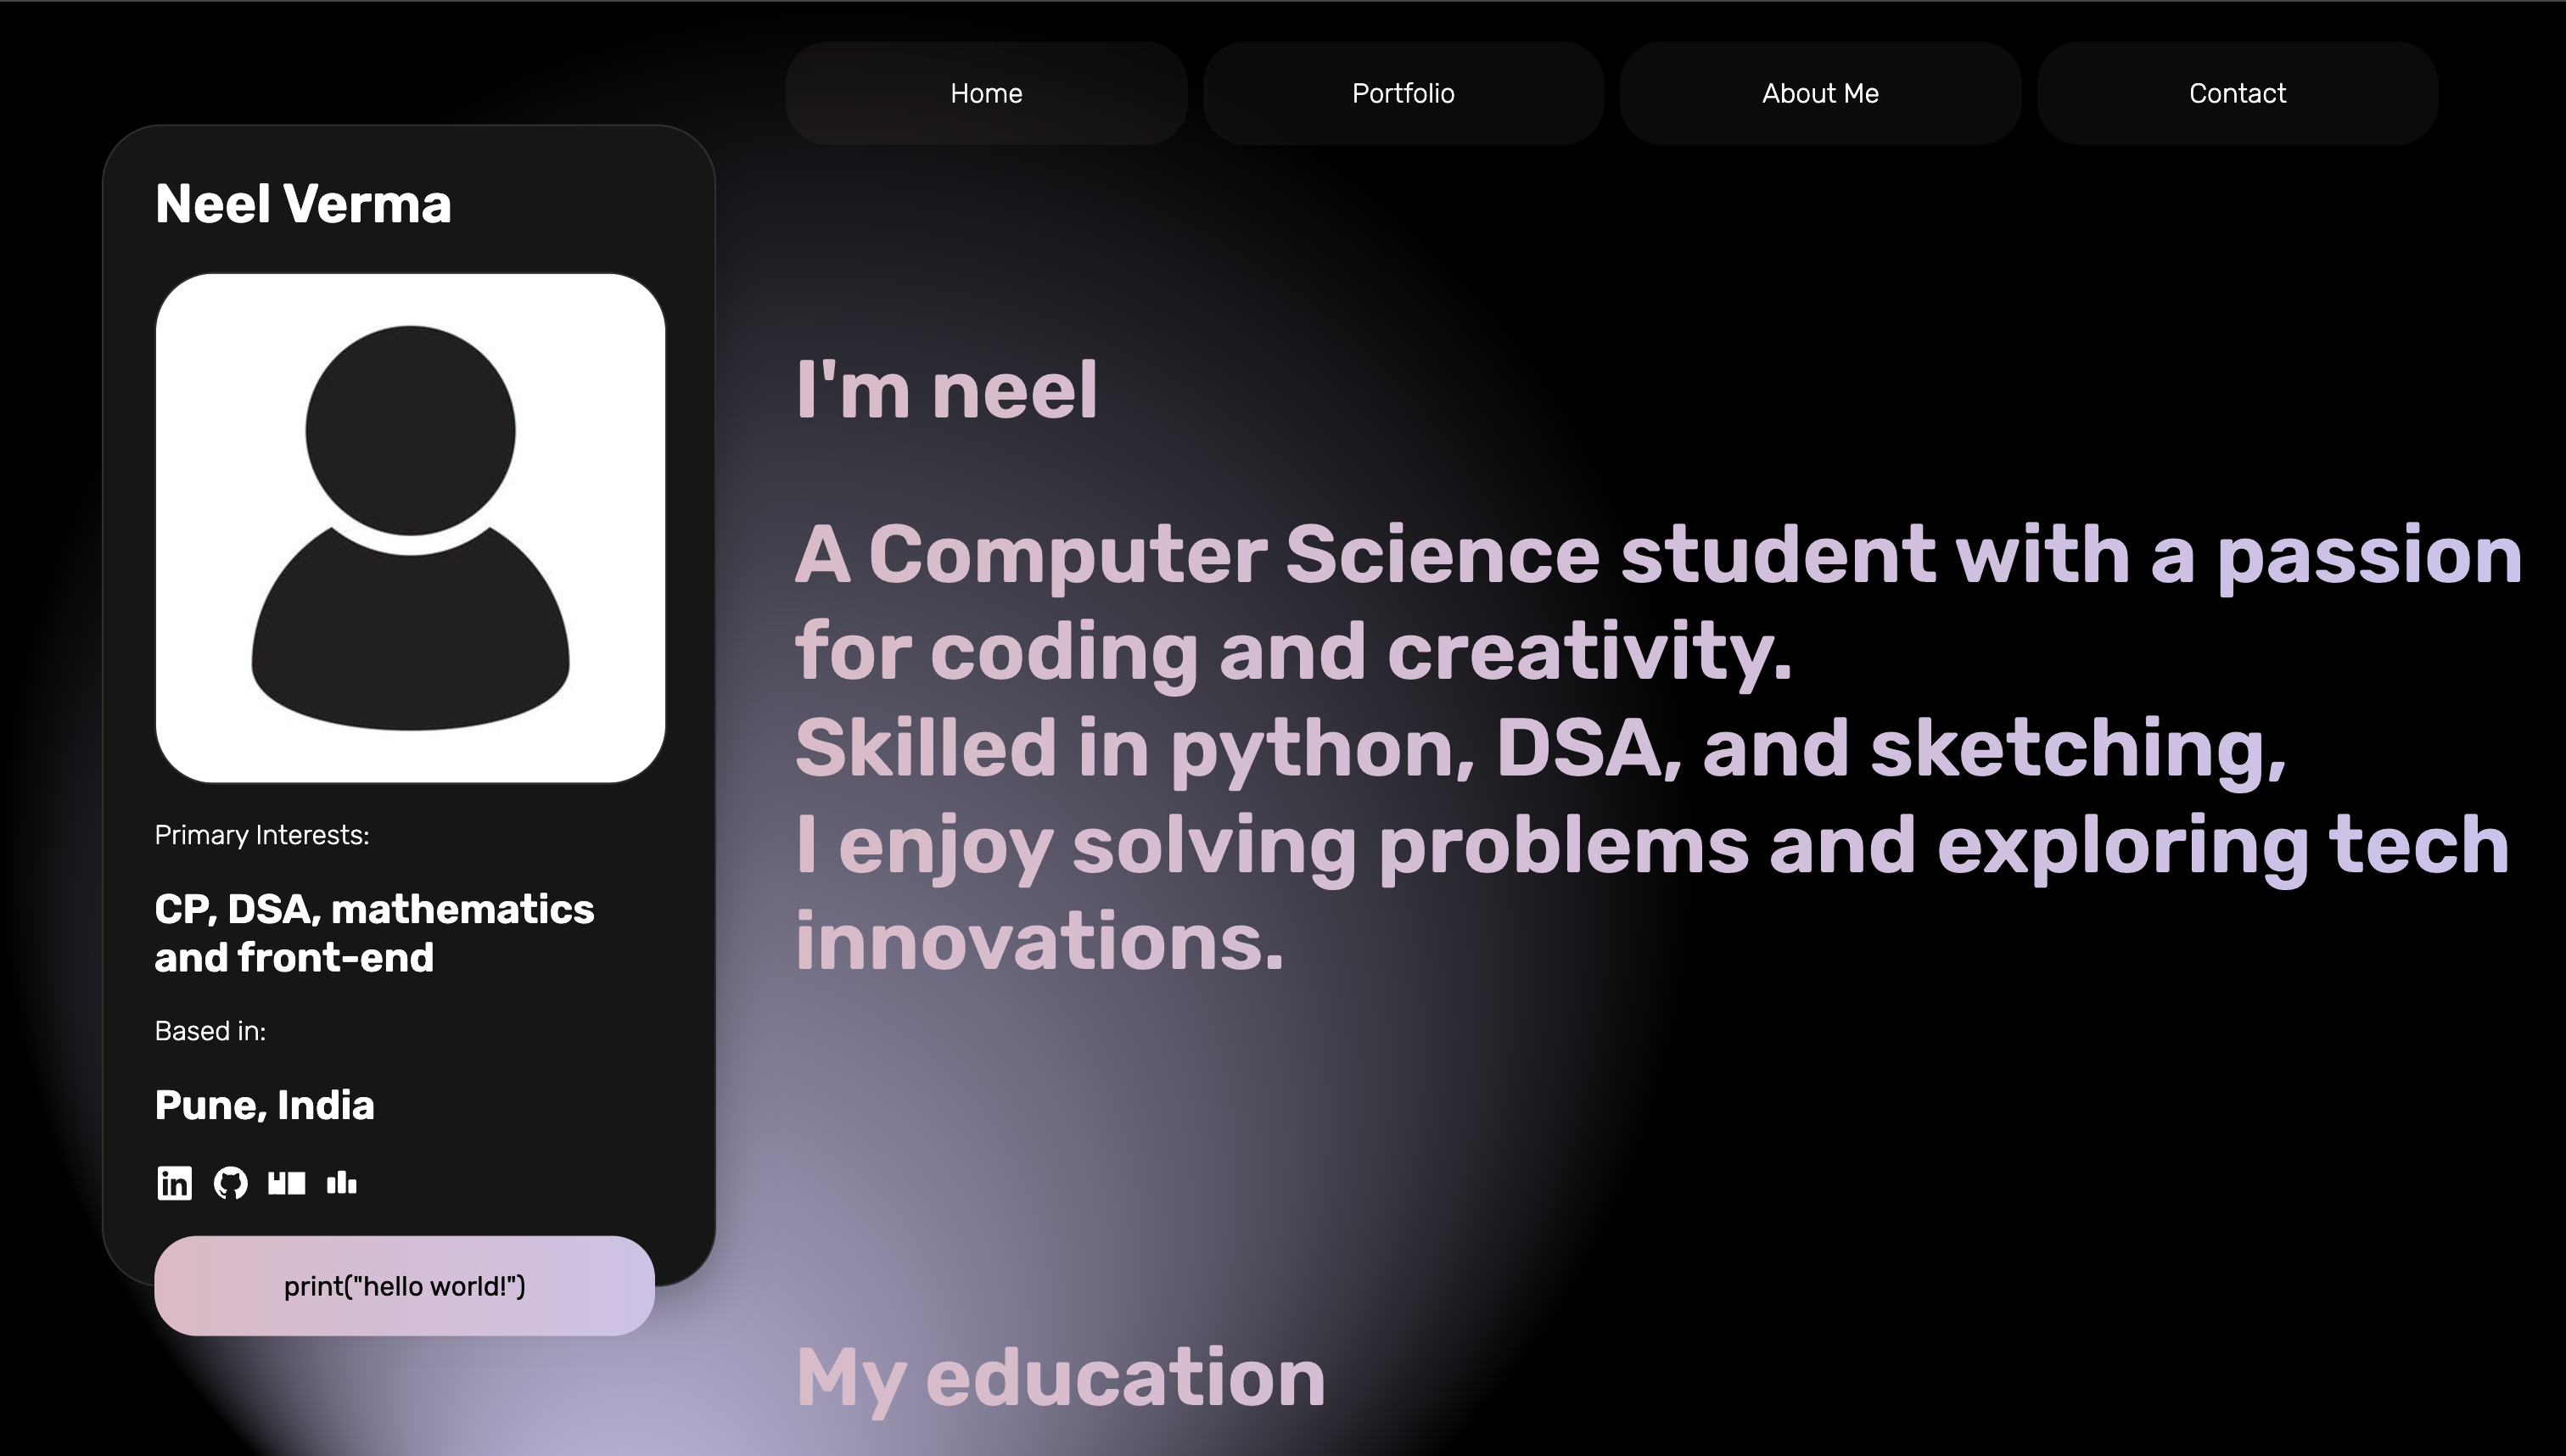 Home
Portfolio
About Me
Contact
Neel Verma
Primary Interests:
CP, DSA, mathematics
and front-end
Based in:
Pune, India
in
print("hello world!")
I'm neel
A Computer Science student with a passion
for coding and creativity.
Skilled in python, DSA, and sketching,
I enjoy solving problems and exploring tech
innovations.
My education